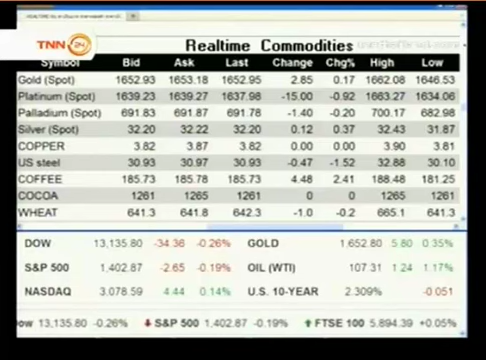 TNN 24
Realtime Commodities
Symbol Bid Ask Last Change Chg% High Low
Gold (Spot) 1652.93 1653.18 1652.95 2.85 0.17 1662.08 1646.53
Platinum (Spot) 1639.23 1639.27 1637.98 -15.00 -0.92 1663.27 1634.06
Palladium (Spot) 691.83 691.87 691.78 -1.40 -0.20 700.17 682.98
Silver (Spot) 32.20 32.22 32.20 0.12 0.37 32.43 31.87
COPPER 3.82 3.87 3.82 0.00 0.00 3.90 3.81
US steel 30.93 30.97 30.93 -0.47 -1.52 32.88 30.10
COFFEE 185.73 185.78 185.73 4.48 2.41 188.48 181.25
COCOA 1261 1265 1261 0 0 1265 1261
WHEAT 641.3 641.8 642.3 -1.0 -0.2 665.1 641.3
DOW 13,135.80 -34.36 -0.26% GOLD 1,652.80 5.80 0.35%
S&P 500 1,402.87 -2.65 -0.19% OIL (WTI) 107.31 1.24 1.17%
NASDAQ 3,078.59 4.44 0.14% U.S. 10-YEAR 2.309% -0.051
ow 13,135.80 -0.26% S&P 500 1,402.87 -0.19% FTSE 100 5,894.39 +0.05%